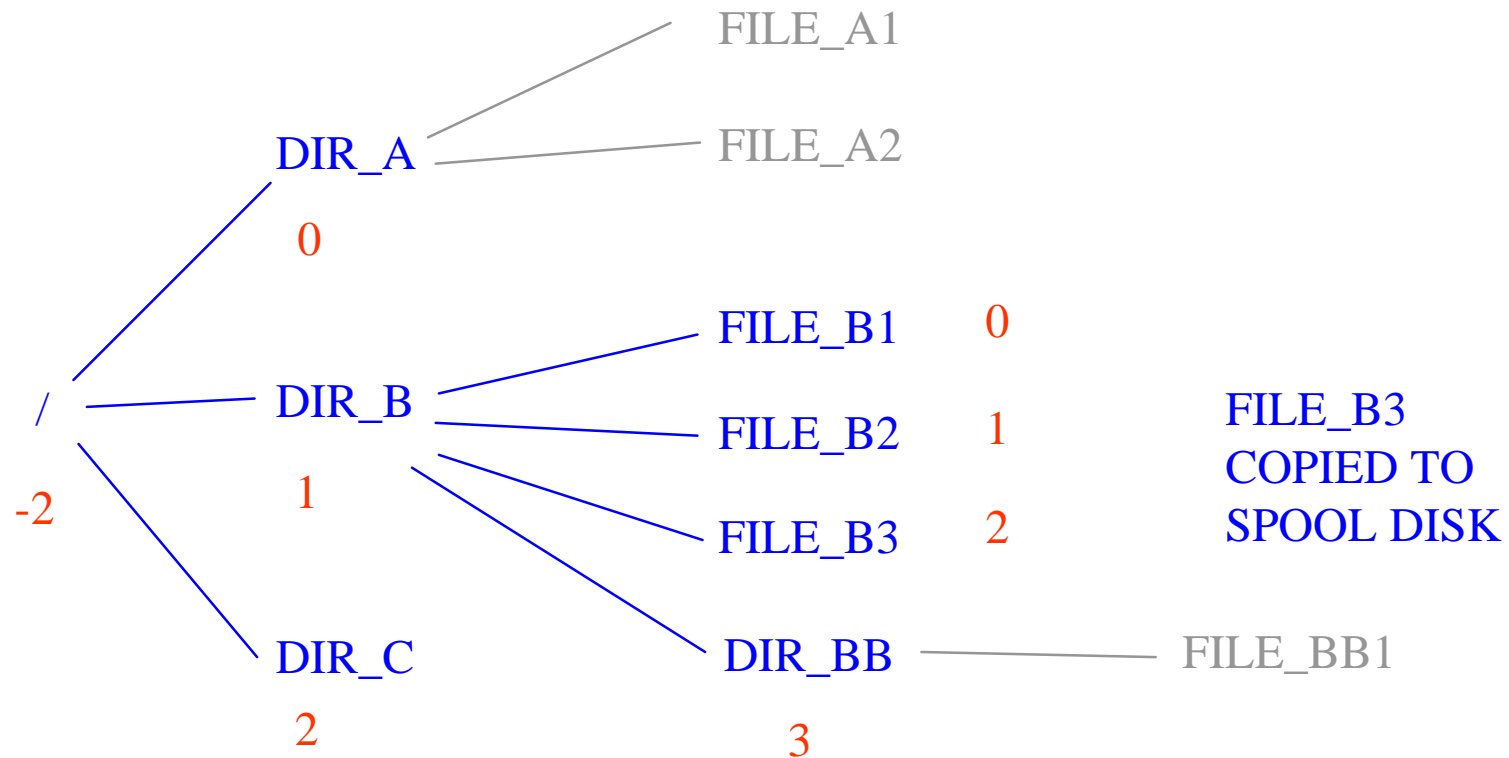 FILE_A1
DIR_A
FILE_A2
0
FILE_B1
0
/
DIR_B
FILE_B2
1
FILE_B3
COPIED TO
SPOOL DISK
-2
1
FILE_B3
2
DIR_C
DIR_BB
FILE_BB1
2
3